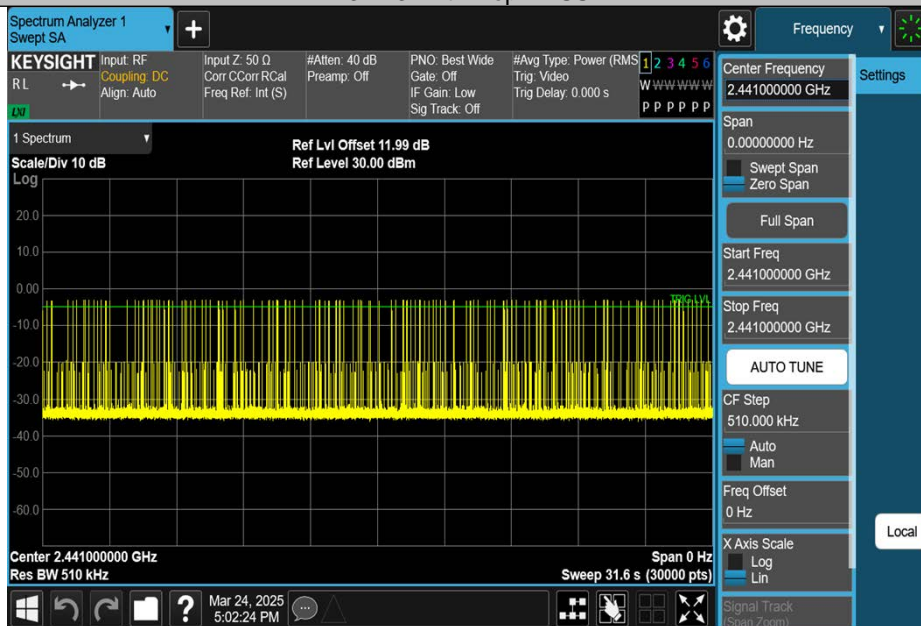 Spectrum Analyzer 1
Swept SA
Frequency
KEYSIGHT
RL
LXI
Input: RF
Coupling: DC
Align: Auto
Input Z: 50 Ω
Corr CCorr RCal
Freq Ref: Int (S)
#Atten: 40 dB
Preamp: Off
PNO: Best Wide
Gate: Off
IF Gain: Low
Sig Track: Off
#Avg Type: Power (RMS
Trig: Video
Trig Delay: 0.000 s
1 2 3 4 5 6
W W W W W W
P P P P P P
1 Spectrum
Scale/Div 10 dB
Ref Lvl Offset 11.99 dB
Ref Level 30.00 dBm
Log
20.0
10.0
0.00
TRIG LVL
-10.0
-20.0
-30.0
-40.0
-50.0
-60.0
Center 2.441000000 GHz
Span 0 Hz
Res BW 510 kHz
Sweep 31.6 s (30000 pts)
?
Mar 24, 2025
5:02:24 PM
Center Frequency
2.441000000 GHz
Settings
Span
0.00000000 Hz
Swept Span
Zero Span
Full Span
Start Freq
2.441000000 GHz
Stop Freq
2.441000000 GHz
AUTO TUNE
CF Step
510.000 kHz
Auto
Man
Freq Offset
0 Hz
Local
X Axis Scale
Log
Lin
Signal Track
(Span Zoom)